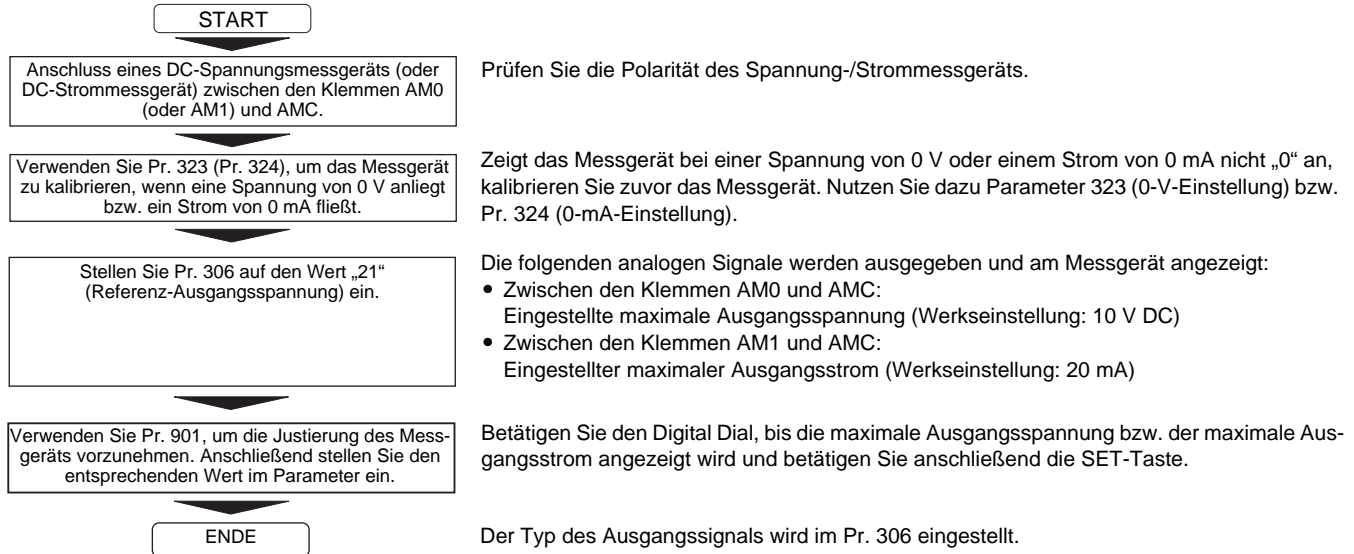 START
Anschluss eines DC-Spannungsmessgeräts (oder
DC-Strommessgerät) zwischen den Klemmen AM0
(oder AM1) und AMC.
Prüfen Sie die Polarität des Spannung-/Strommessgeräts.
Verwenden Sie Pr. 323 (Pr. 324), um das Messgerät
zu kalibrieren, wenn eine Spannung von 0 V anliegt
bzw. ein Strom von 0 mA fließt.
Zeigt das Messgerät bei einer Spannung von 0 V oder einem Strom von 0 mA nicht „0“ an,
kalibrieren Sie zuvor das Messgerät. Nutzen Sie dazu Parameter 323 (0-V-Einstellung) bzw.
Pr. 324 (0-mA-Einstellung).
Stellen Sie Pr. 306 auf den Wert „21“
(Referenz-Ausgangsspannung) ein.
Die folgenden analogen Signale werden ausgegeben und am Messgerät angezeigt:
• Zwischen den Klemmen AM0 und AMC:
Eingestellte maximale Ausgangsspannung (Werkseinstellung: 10 V DC)
• Zwischen den Klemmen AM1 und AMC:
Eingestellter maximaler Ausgangsstrom (Werkseinstellung: 20 mA)
Verwenden Sie Pr. 901, um die Justierung des Mess-
geräts vorzunehmen. Anschließend stellen Sie den
entsprechenden Wert im Parameter ein.
Betätigen Sie den Digital Dial, bis die maximale Ausgangsspannung bzw. der maximale Aus-
gangsstrom angezeigt wird und betätigen Sie anschließend die SET-Taste.
ENDE
Der Typ des Ausgangssignals wird im Pr. 306 eingestellt.